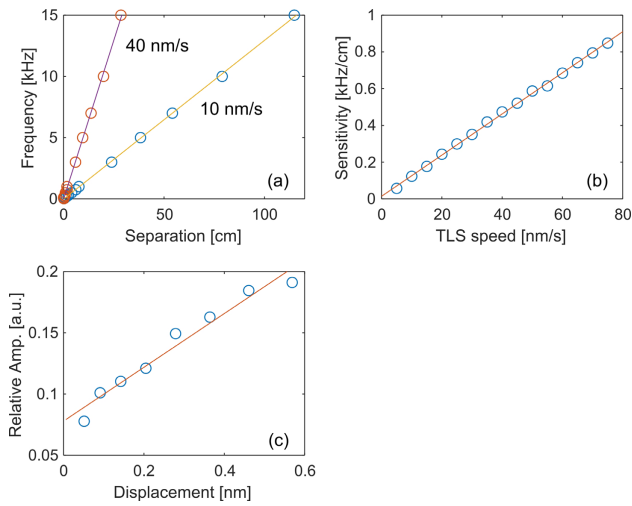 15
10
5
0
Frequency [kHz]
40 nm/s
10 nm/s
(a)
0 50 100
Separation [cm]
1
0.8
0.6
0.4
0.2
0
Sensitivity [kHz/cm]
(b)
0 20 40 60 80
TLS speed [nm/s]
0.2
0.15
0.1
0.05
Relative Amp. [a.u.]
(c)
0 0.2 0.4 0.6
Displacement [nm]